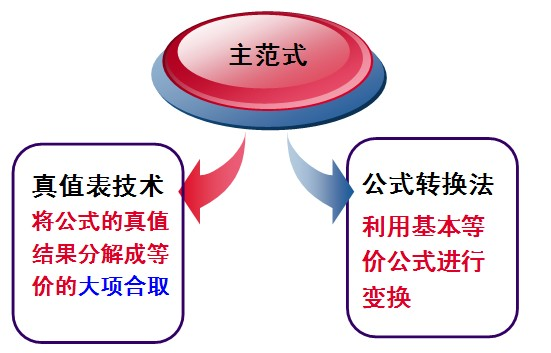 主范式
真值表技术
将公式的真值
结果分解成等
价的大项合取
公式转换法
利用基本等
价公式进行
变换